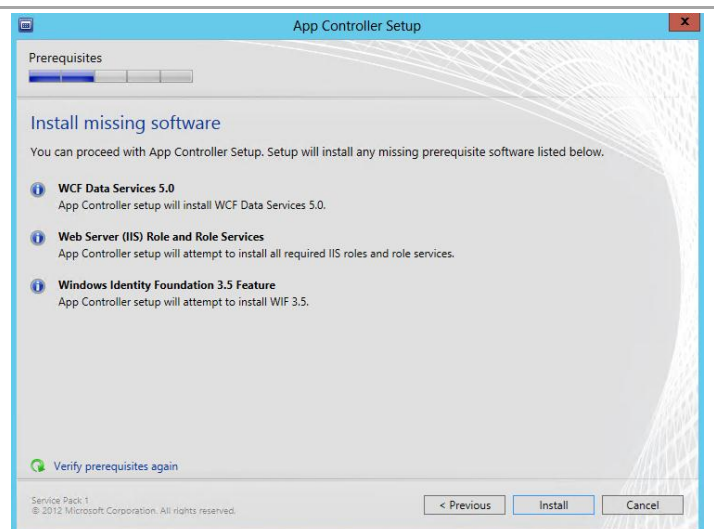 App Controller Setup
x
Prerequisites
Install missing software
You can proceed with App Controller Setup. Setup will install any missing prerequisite software listed below.
WCF Data Services 5.0
App Controller setup will install WCF Data Services 5.0.
Web Server (IIS) Role and Role Services
App Controller setup will attempt to install all required IIS roles and role services.
Windows Identity Foundation 3.5 Feature
App Controller setup will attempt to install WIF 3.5.
Verify prerequisites again
Service Pack 1
© 2012 Microsoft Corporation. All rights reserved.
< Previous
Install
Cancel